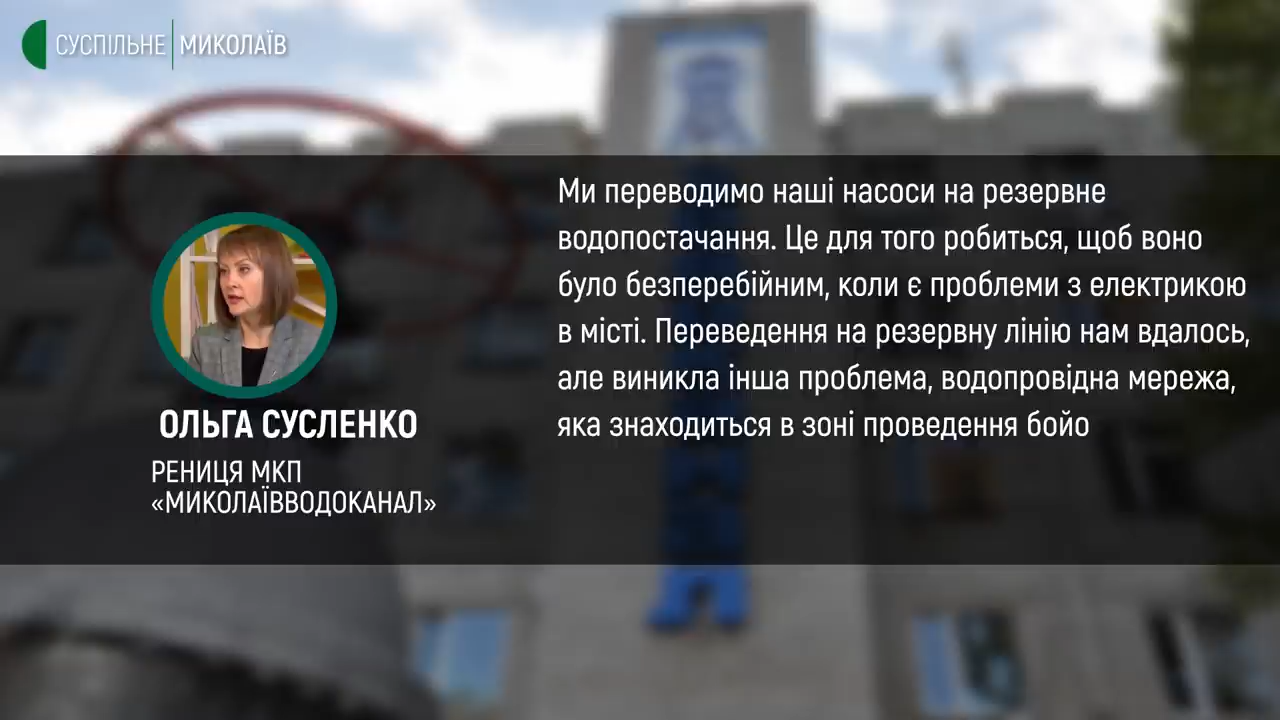 СУСПІЛЬНЕ МИКОЛАЇВ
Ми переводимо наші насоси на резервне
водопостачання. Це для того робиться, щоб воно
було безперебійним, коли є проблеми з електрикою
в місті. Переведення на резервну лінію нам вдалось,
але виникла інша проблема, водопровідна мережа,
яка знаходиться в зоні проведення бойо
ОЛЬГА СУСЛЕНКО
РЕНИЦЯ МКП
«МИКОЛАЇВВОДОКАНАЛ»